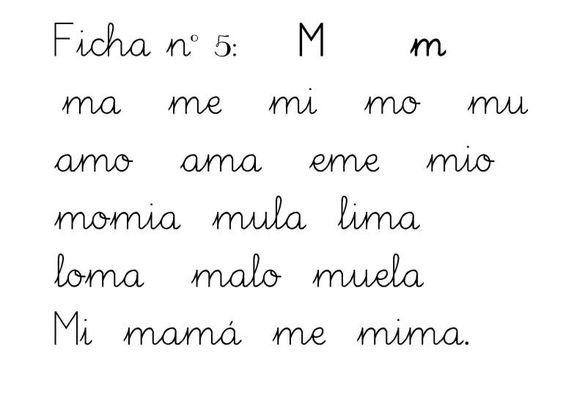 Ficha nº 5: M m
ma me mi mo mu
amo ama eme mio
momia mula lima
loma malo muela
Mi mamá me mima.